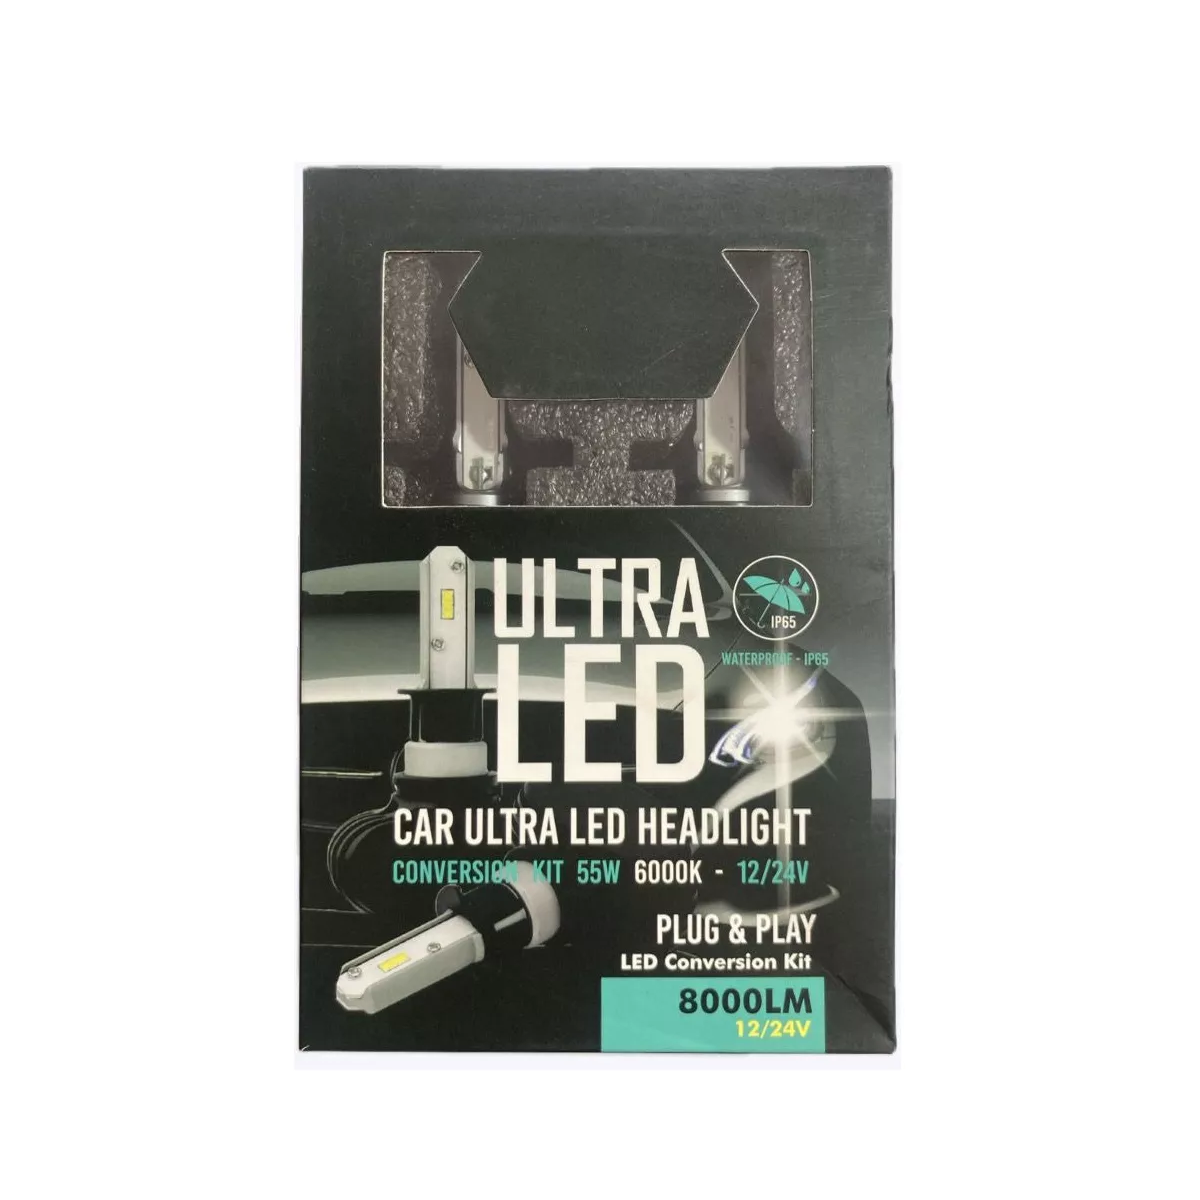 ULTRA
LED
IP65
WATERPROOF - IP65
CAR ULTRA LED HEADLIGHT
CONVERSION KIT 55W 6000K - 12/24V
PLUG & PLAY
LED Conversion Kit
8000LM
12/24V